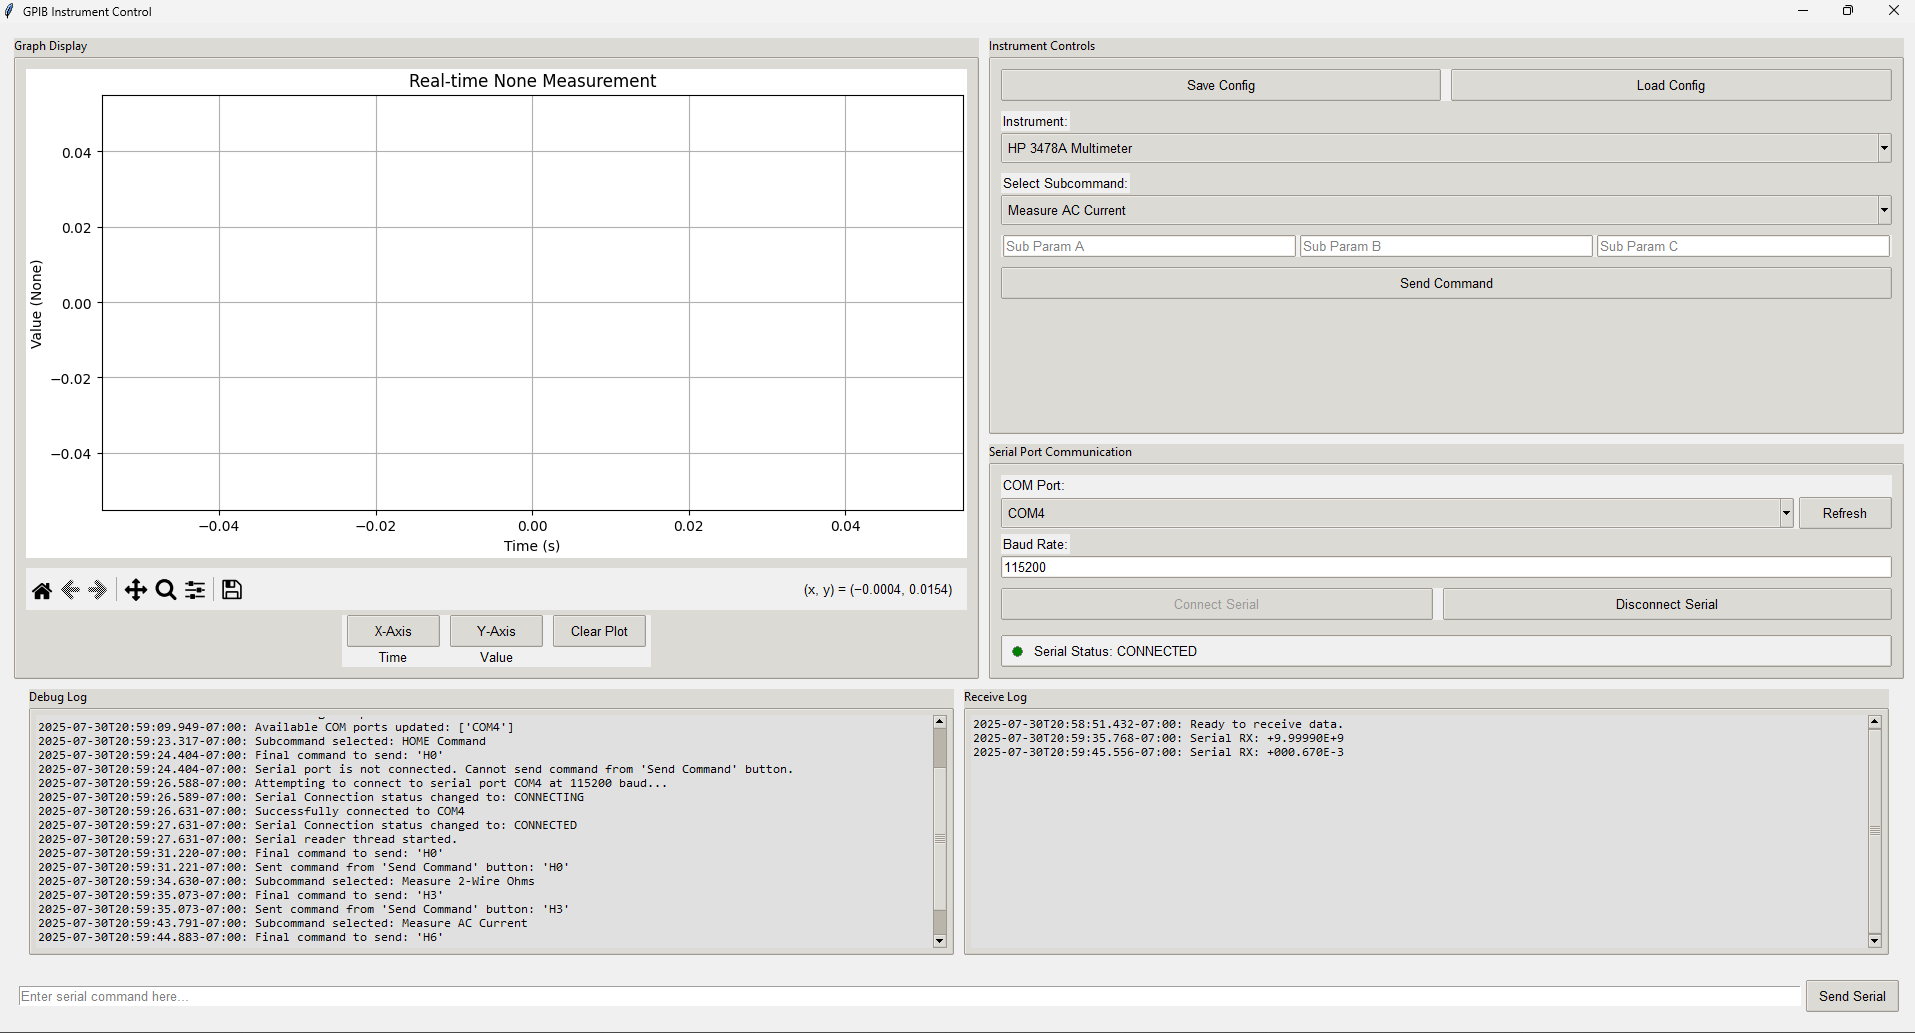 GPIB Instrument Control
Graph Display
Real-time None Measurement
0.04
0.02
0.00
−0.02
−0.04
Value (None)
−0.04 −0.02 0.00 0.02 0.04
Time (s)
(x, y) = (−0.0004, 0.0154)
X-Axis Y-Axis Clear Plot
Time Value
Instrument Controls
Save Config Load Config
Instrument:
HP 3478A Multimeter
Select Subcommand:
Measure AC Current
Sub Param A Sub Param B Sub Param C
Send Command
Serial Port Communication
COM Port:
COM4 Refresh
Baud Rate:
115200
Connect Serial Disconnect Serial
Serial Status: CONNECTED
Debug Log
2025-07-30T20:59:09.949-07:00: Available COM ports updated: ['COM4']
2025-07-30T20:59:23.317-07:00: Subcommand selected: HOME Command
2025-07-30T20:59:24.404-07:00: Final command to send: 'H0'
2025-07-30T20:59:24.404-07:00: Serial port is not connected. Cannot send command from 'Send Command' button.
2025-07-30T20:59:26.588-07:00: Attempting to connect to serial port COM4 at 115200 baud...
2025-07-30T20:59:26.589-07:00: Serial Connection status changed to: CONNECTING
2025-07-30T20:59:26.631-07:00: Successfully connected to COM4
2025-07-30T20:59:27.631-07:00: Serial Connection status changed to: CONNECTED
2025-07-30T20:59:27.631-07:00: Serial reader thread started.
2025-07-30T20:59:31.220-07:00: Final command to send: 'H0'
2025-07-30T20:59:31.221-07:00: Sent command from 'Send Command' button: 'H0'
2025-07-30T20:59:34.630-07:00: Subcommand selected: Measure 2-Wire Ohms
2025-07-30T20:59:35.073-07:00: Final command to send: 'H3'
2025-07-30T20:59:35.073-07:00: Sent command from 'Send Command' button: 'H3'
2025-07-30T20:59:43.791-07:00: Subcommand selected: Measure AC Current
2025-07-30T20:59:44.883-07:00: Final command to send: 'H6'
Receive Log
2025-07-30T20:58:51.432-07:00: Ready to receive data.
2025-07-30T20:59:35.768-07:00: Serial RX: +9.99990E+9
2025-07-30T20:59:45.556-07:00: Serial RX: +000.670E-3
Enter serial command here...
Send Serial